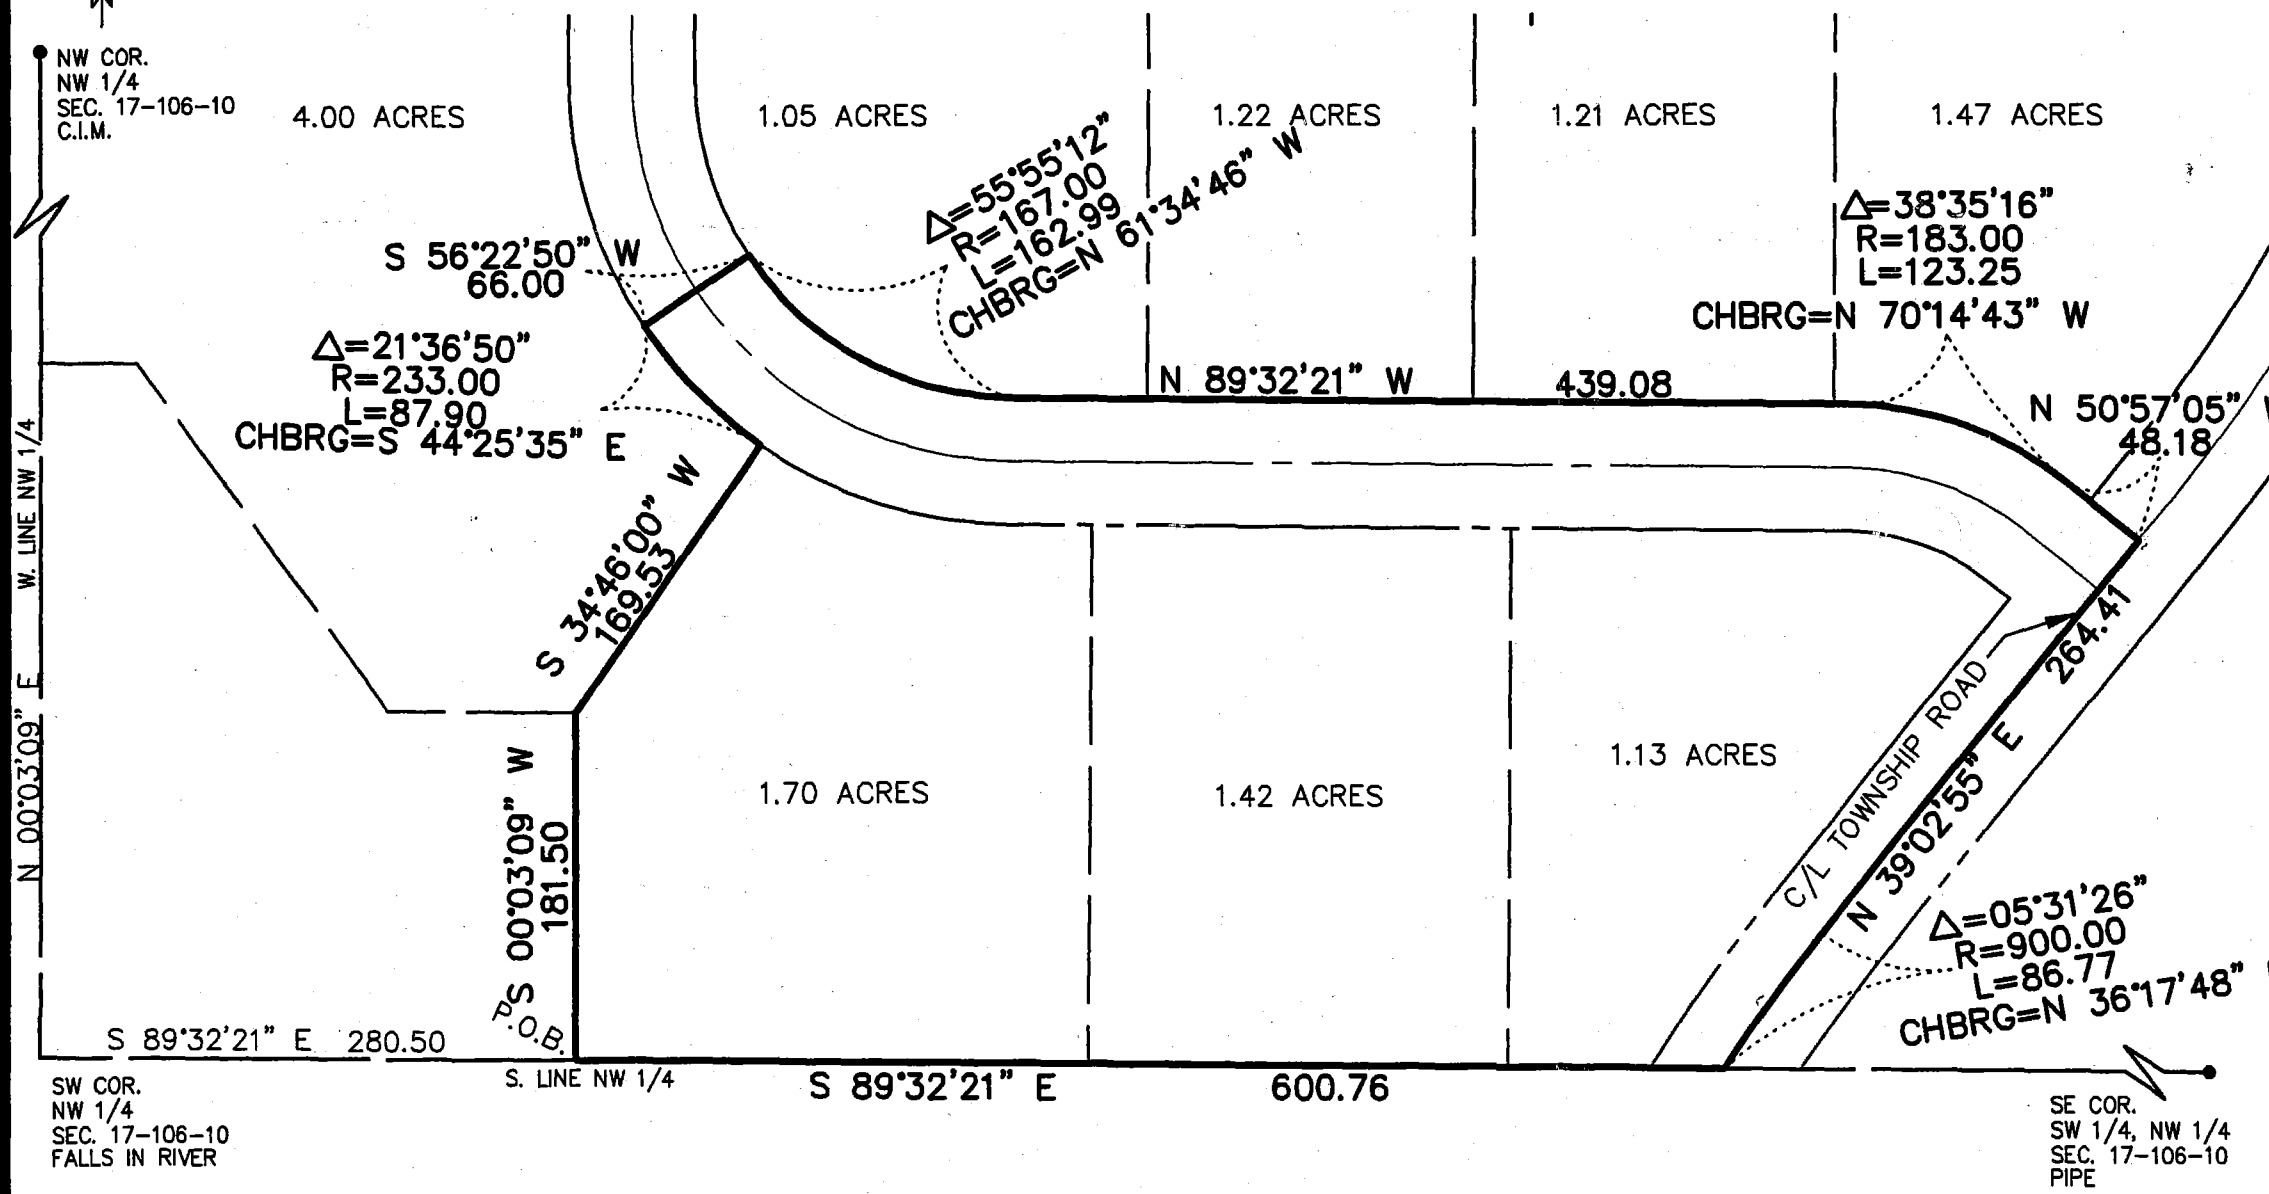 NW COR.
NW 1/4
SEC. 17-106-10
C.I.M.
4.00 ACRES
1.05 ACRES
1.22 ACRES
1.21 ACRES
1.47 ACRES
Δ=55°55'12"
R=167.00
L=162.99
CHBRG=N 61°34'46" W
Δ=38°35'16"
R=183.00
L=123.25
CHBRG=N 70°14'43" W
S 56°22'50" W
66.00
Δ=21°36'50"
R=233.00
L=87.90
CHBRG=S 44°25'35" E
N 89°32'21" W 439.08
N 50°57'05"
48.18
W. LINE NW 1/4
N 00°03'09" E
S 34°46'00" W
169.53
264.41
C/L TOWNSHIP ROAD
N 39°02'55" E
1.13 ACRES
1.70 ACRES
1.42 ACRES
S 00°03'09" W
181.50
Δ=05°31'26"
R=900.00
L=86.77
CHBRG=N 36°17'48"
P.O.B.
S 89°32'21" E 280.50
S. LINE NW 1/4
S 89°32'21" E 600.76
SW COR.
NW 1/4
SEC. 17-106-10
FALLS IN RIVER
SE COR.
SW 1/4, NW 1/4
SEC. 17-106-10
PIPE